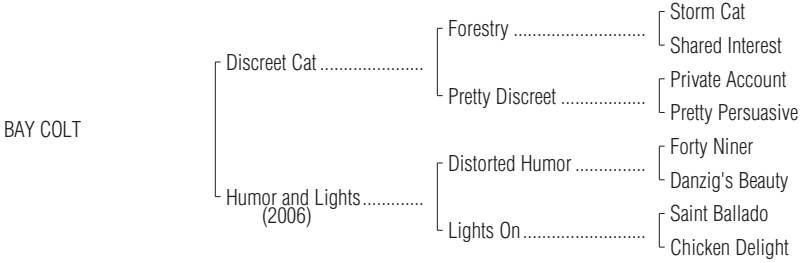 Storm Cat
Forestry ............................
Shared Interest
Discreet Cat ......................
Private Account
Pretty Discreet ..................
Pretty Persuasive
BAY COLT
Forty Niner
Distorted Humor ...............
Danzig's Beauty
Humor and Lights.............
(2006)
Saint Ballado
Lights On..........................
Chicken Delight